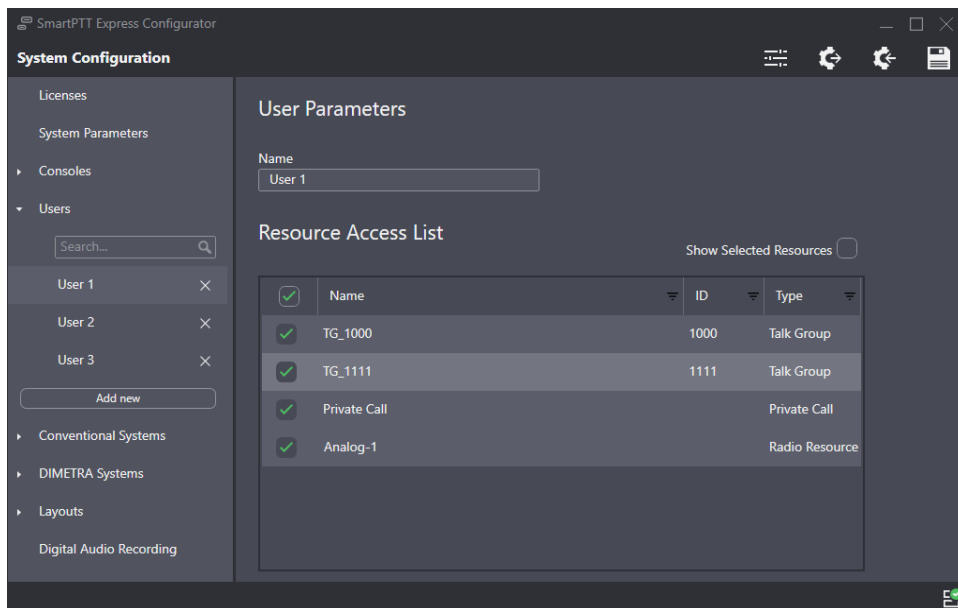 SmartPTT Express Configurator
System Configuration
Licenses
System Parameters
Consoles
Users
Search...
User 1
User 2
User 3
Add new
Conventional Systems
DIMETRA Systems
Layouts
Digital Audio Recording
User Parameters
Name
User 1
Resource Access List
Show Selected Resources
Name ID Type
TG_1000 1000 Talk Group
TG_1111 1111 Talk Group
Private Call Private Call
Analog-1 Radio Resource